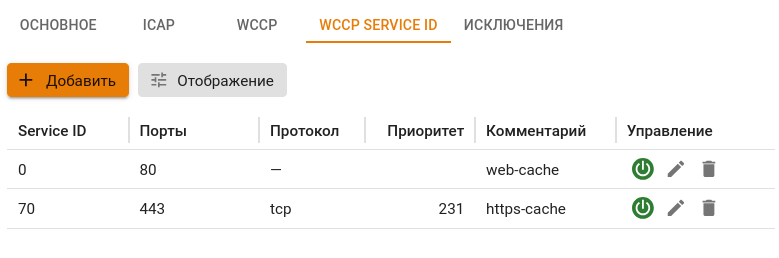 ОСНОВНОЕ ICAP WCCP WCCP SERVICE ID ИСКЛЮЧЕНИЯ
Добавить Отображение
Service ID Порты Протокол Приоритет Комментарий Управление
0 80 — web-cache
70 443 tcp 231 https-cache